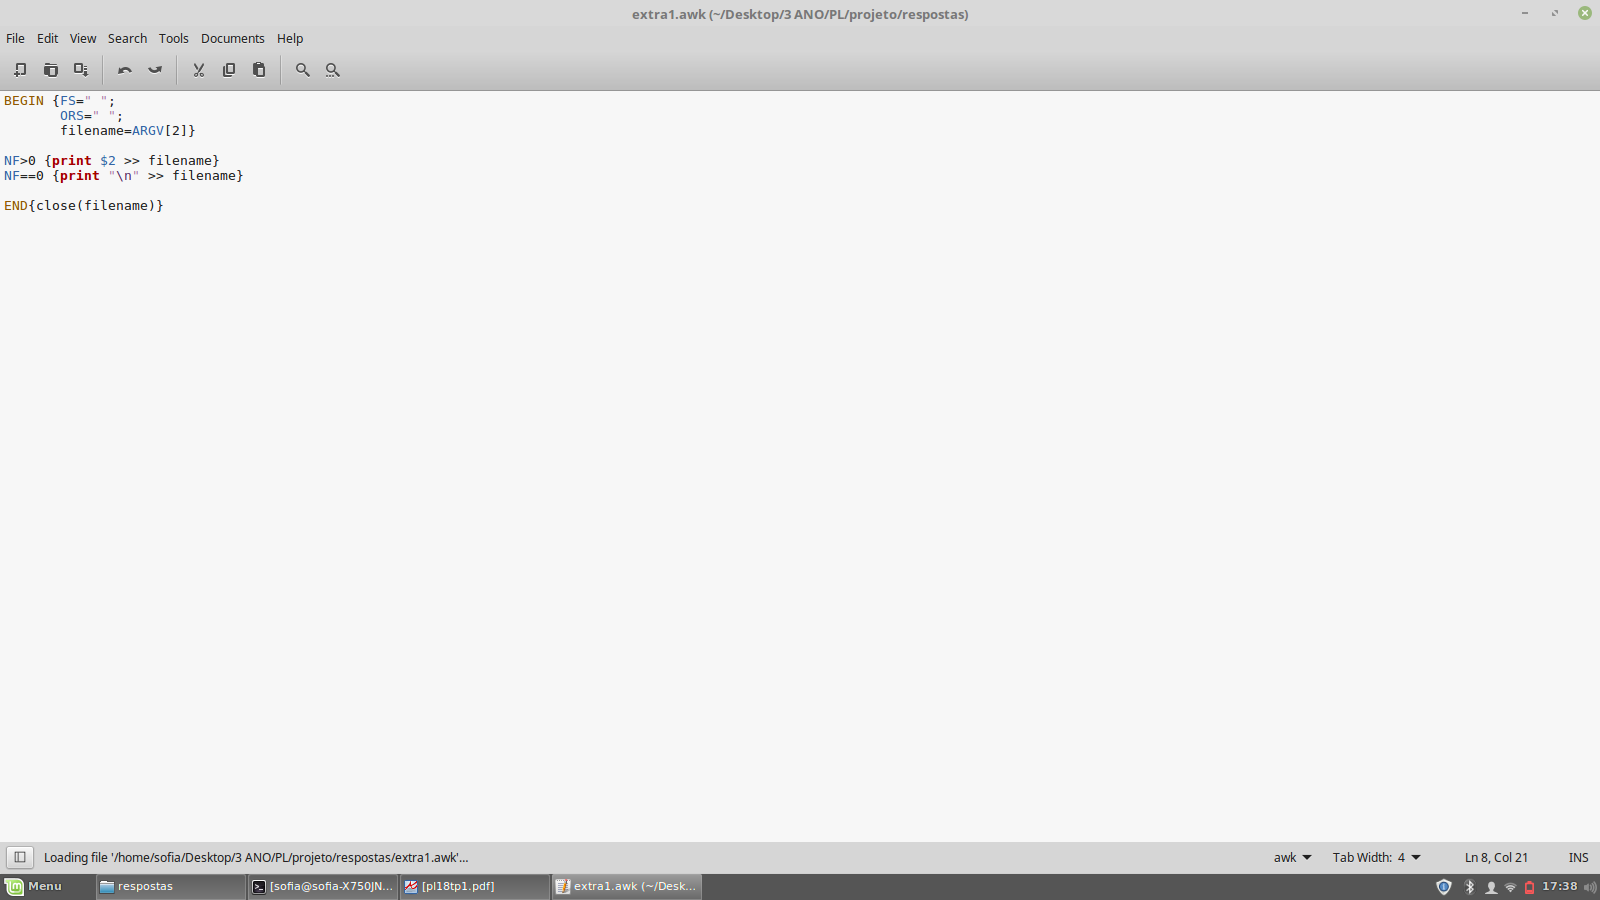 extra1.awk (~/Desktop/3 ANO/PL/projeto/respostas)
File Edit View Search Tools Documents Help
BEGIN {FS=" ";
ORS=" ";
filename=ARGV[2]}
NF>0 {print $2 >> filename}
NF==0 {print "\n" >> filename}
END{close(filename)}
Loading file '/home/sofia/Desktop/3 ANO/PL/projeto/respostas/extra1.awk'... awk Tab Width: 4 Ln 8, Col 21 INS
Menu respostas [sofia@sofia-X750JN... [pl18tp1.pdf] extra1.awk (~/Desk... 17:38